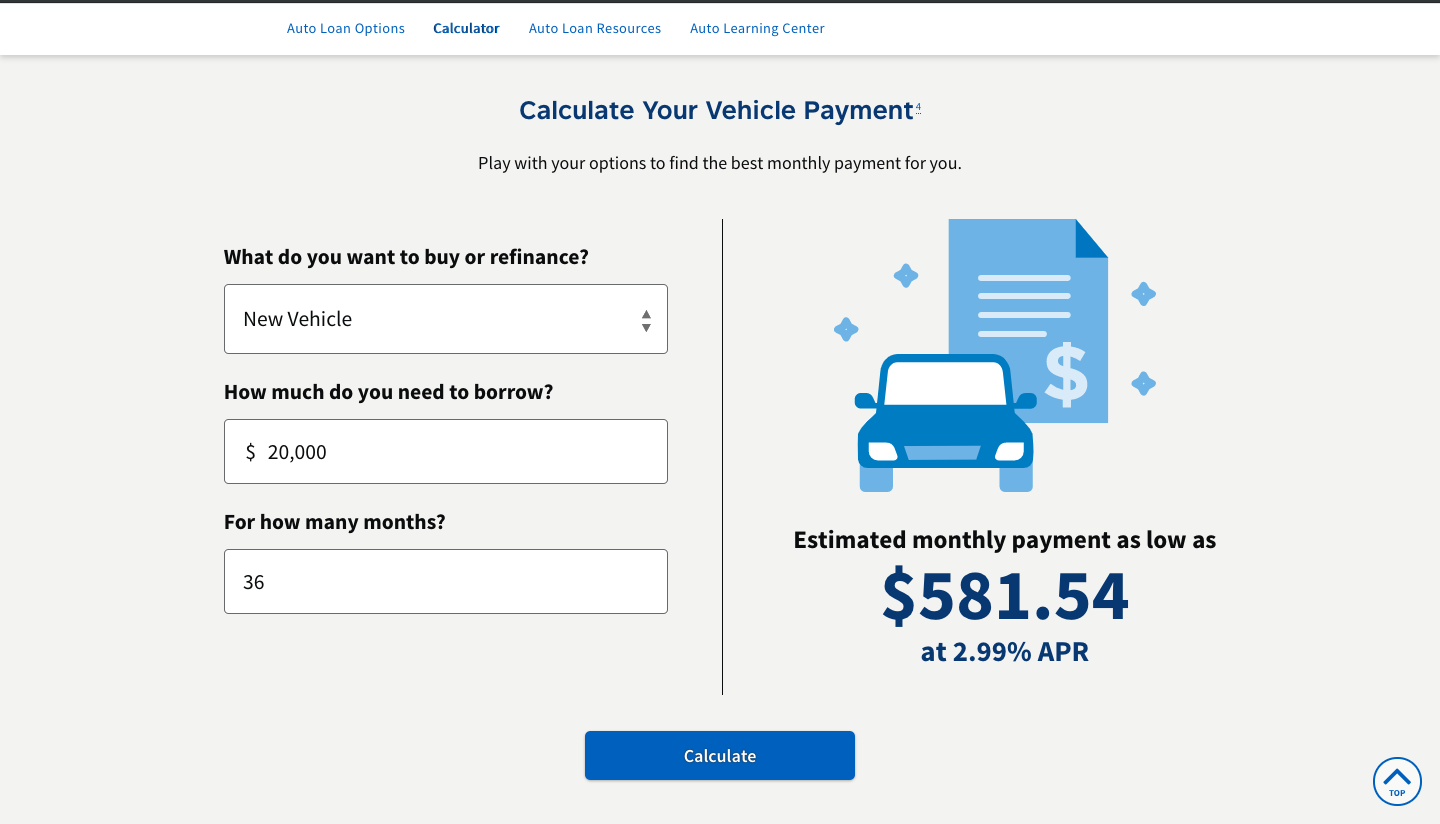 Auto Loan Options Calculator Auto Loan Resources Auto Learning Center
Calculate Your Vehicle Payment4
Play with your options to find the best monthly payment for you.
What do you want to buy or refinance?
New Vehicle
How much do you need to borrow?
$ 20,000
For how many months?
36
$
Estimated monthly payment as low as
$581.54
at 2.99% APR
Calculate
TOP